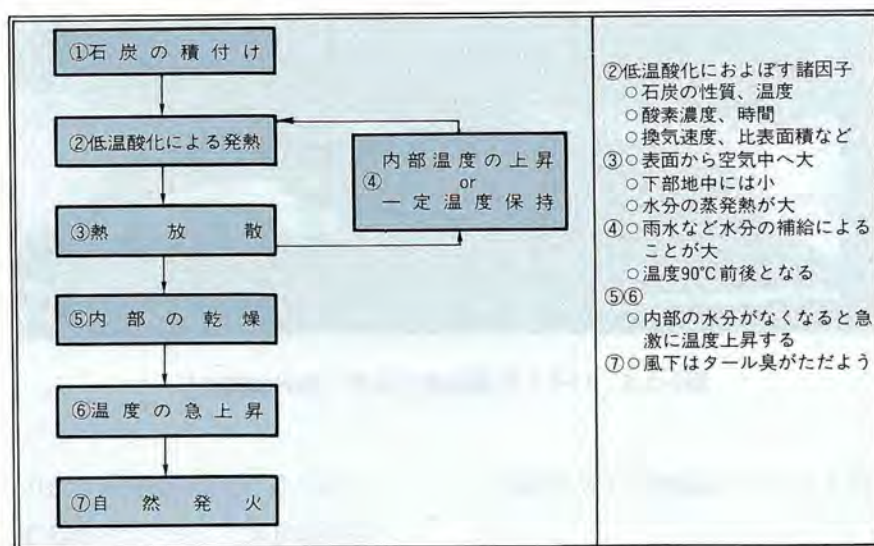 ①石炭の積付け
②低温酸化による発熱
③熱放散
④内部温度の上昇
or
一定温度保持
⑤内部の乾燥
⑥温度の急上昇
⑦自然発火
②低温酸化におよぼす諸因子
○石炭の性質、温度
○酸素濃度、時間
○換気速度、比表面積など
③○表面から空気中へ大
○下部地中には小
○水分の蒸発熱が大
④○雨水など水分の補給による
ことが大
○温度90℃前後となる
⑤⑥
○内部の水分がなくなると急
激に温度上昇する
⑦○風下はタール臭がただよう